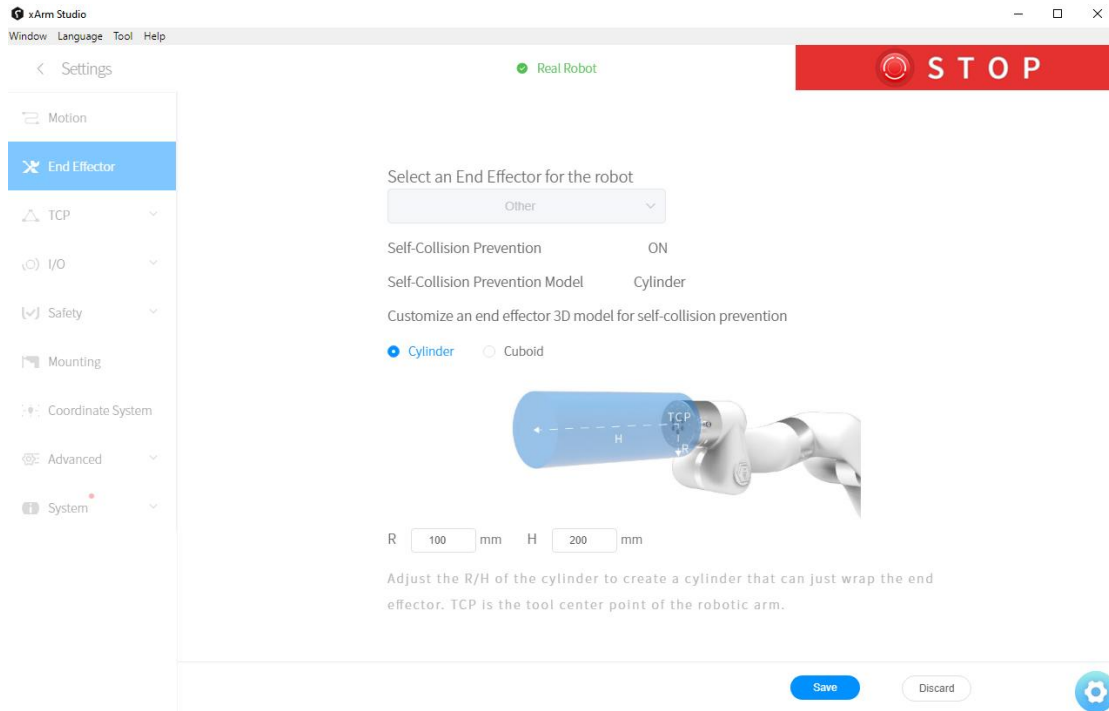 xArm Studio
Window Language Tool Help
Settings
Real Robot
STOP
Motion
End Effector
TCP
I/O
Safety
Mounting
Coordinate System
Advanced
System
Select an End Effector for the robot
Other
Self-Collision Prevention ON
Self-Collision Prevention Model Cylinder
Customize an end effector 3D model for self-collision prevention
Cylinder Cuboid
TCP
H
R
R 100 mm H 200 mm
Adjust the R/H of the cylinder to create a cylinder that can just wrap the end
effector. TCP is the tool center point of the robotic arm.
Save Discard